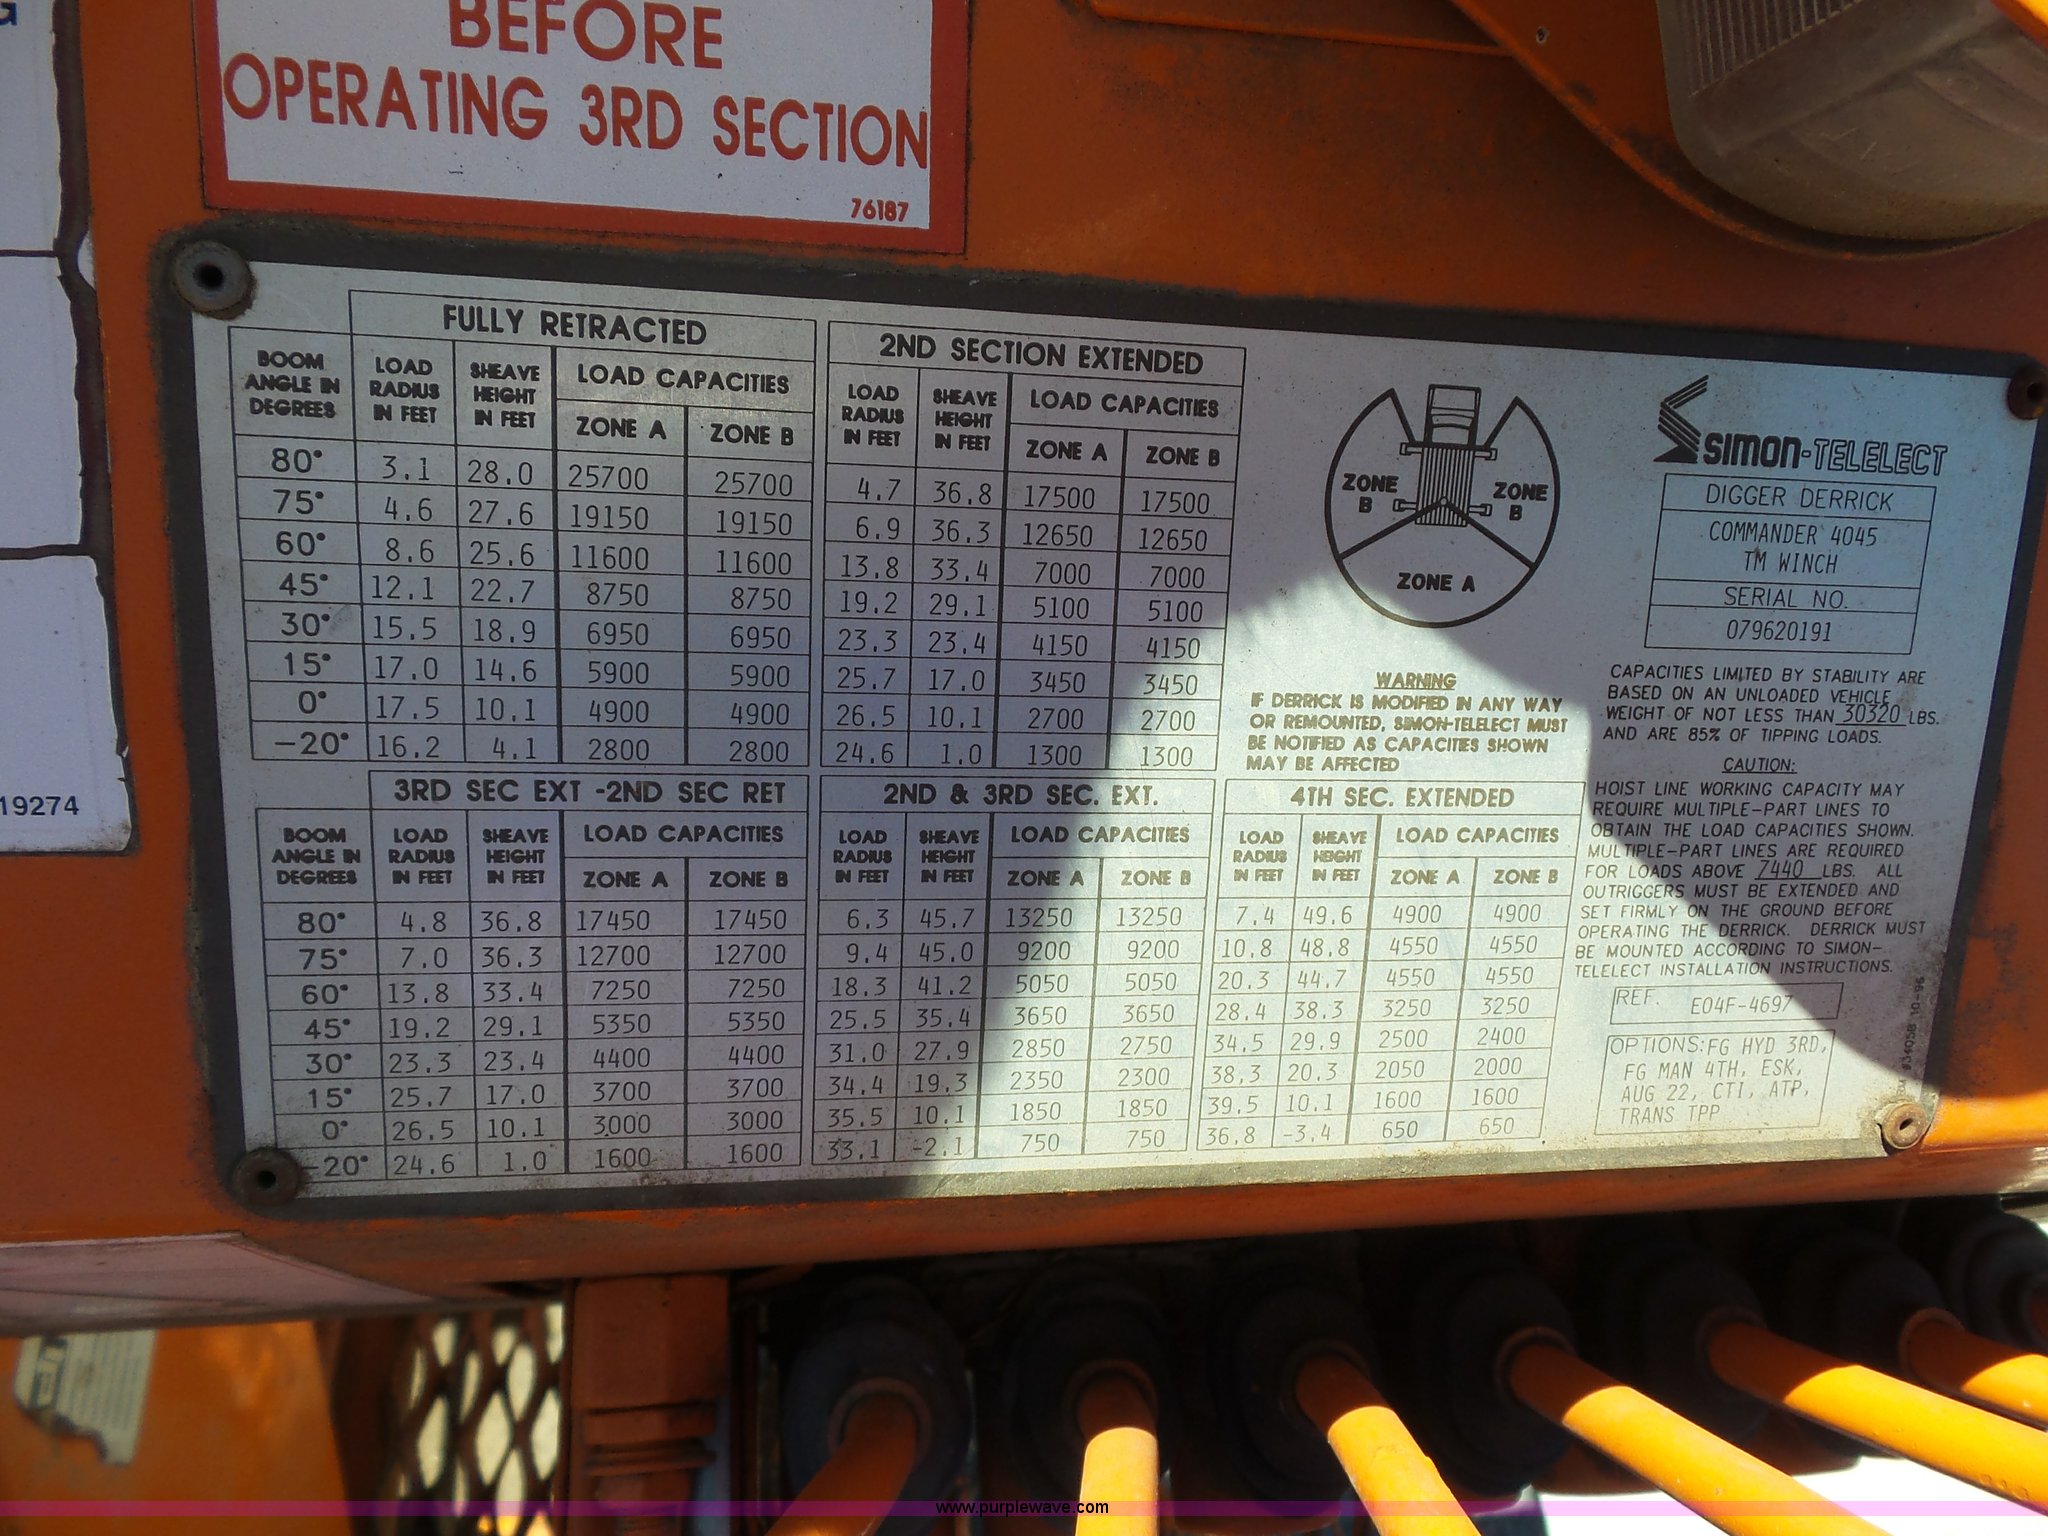 G
BEFORE
OPERATING 3RD SECTION
76187
19274
FULLY RETRACTED
BOOM ANGLE IN DEGREES | LOAD RADIUS IN FEET | SHEAVE HEIGHT IN FEET | LOAD CAPACITIES
ZONE A | ZONE B
80° 3.1 28.0 25700 25700
75° 4.6 27.6 19150 19150
60° 8.6 25.6 11600 11600
45° 12.1 22.7 8750 8750
30° 15.5 18.9 6950 6950
15° 17.0 14.6 5900 5900
0° 17.5 10.1 4900 4900
-20° 16.2 4.1 2800 2800
2ND SECTION EXTENDED
LOAD RADIUS IN FEET | SHEAVE HEIGHT IN FEET | LOAD CAPACITIES
ZONE A | ZONE B
4.7 36.8 17500 17500
6.9 36.3 12650 12650
13.8 33.4 7000 7000
19.2 29.1 5100 5100
23.3 23.4 4150 4150
25.7 17.0 3450 3450
26.5 10.1 2700 2700
24.6 1.0 1300 1300
3RD SEC EXT -2ND SEC RET
BOOM ANGLE IN DEGREES | LOAD RADIUS IN FEET | SHEAVE HEIGHT IN FEET | LOAD CAPACITIES
ZONE A | ZONE B
80° 4.8 36.8 17450 17450
75° 7.0 36.3 12700 12700
60° 13.8 33.4 7250 7250
45° 19.2 29.1 5350 5350
30° 23.3 23.4 4400 4400
15° 25.7 17.0 3700 3700
0° 26.5 10.1 3000 3000
-20° 24.6 1.0 1600 1600
2ND & 3RD SEC. EXT.
LOAD RADIUS IN FEET | SHEAVE HEIGHT IN FEET | LOAD CAPACITIES
ZONE A | ZONE B
6.3 45.7 13250 13250
9.4 45.0 9200 9200
18.3 41.2 5050 5050
25.5 35.4 3650 3650
31.0 27.9 2850 2750
34.4 19.3 2350 2300
35.5 10.1 1850 1850
33.1 -2.1 750 750
4TH SEC. EXTENDED
LOAD RADIUS IN FEET | SHEAVE HEIGHT IN FEET | LOAD CAPACITIES
ZONE A | ZONE B
7.4 49.6 4900 4900
10.8 48.8 4550 4550
20.3 44.7 4550 4550
28.4 38.3 3250 3250
34.5 29.9 2500 2400
38.3 20.3 2050 2000
39.5 10.1 1600 1600
36.8 -3.4 650 650
ZONE B
ZONE B
ZONE A
WARNING
IF DERRICK IS MODIFIED IN ANY WAY
OR REMOUNTED, SIMON-TELELECT MUST
BE NOTIFIED AS CAPACITIES SHOWN
MAY BE AFFECTED
SIMON-TELELECT
DIGGER DERRICK
COMMANDER 4045
TM WINCH
SERIAL NO.
079620191
CAPACITIES LIMITED BY STABILITY ARE
BASED ON AN UNLOADED VEHICLE
WEIGHT OF NOT LESS THAN 30320 LBS.
AND ARE 85% OF TIPPING LOADS.
CAUTION:
HOIST LINE WORKING CAPACITY MAY
REQUIRE MULTIPLE-PART LINES TO
OBTAIN THE LOAD CAPACITIES SHOWN.
MULTIPLE-PART LINES ARE REQUIRED
FOR LOADS ABOVE 7440 LBS. ALL
OUTRIGGERS MUST BE EXTENDED AND
SET FIRMLY ON THE GROUND BEFORE
OPERATING THE DERRICK. DERRICK MUST
BE MOUNTED ACCORDING TO SIMON-
TELELECT INSTALLATION INSTRUCTIONS.
REF. E04F-4697
OPTIONS: FG HYD 3RD,
FG MAN 4TH, ESK,
AUG 22, CTI, ATP,
TRANS TPP
10-96
www.purplewave.com